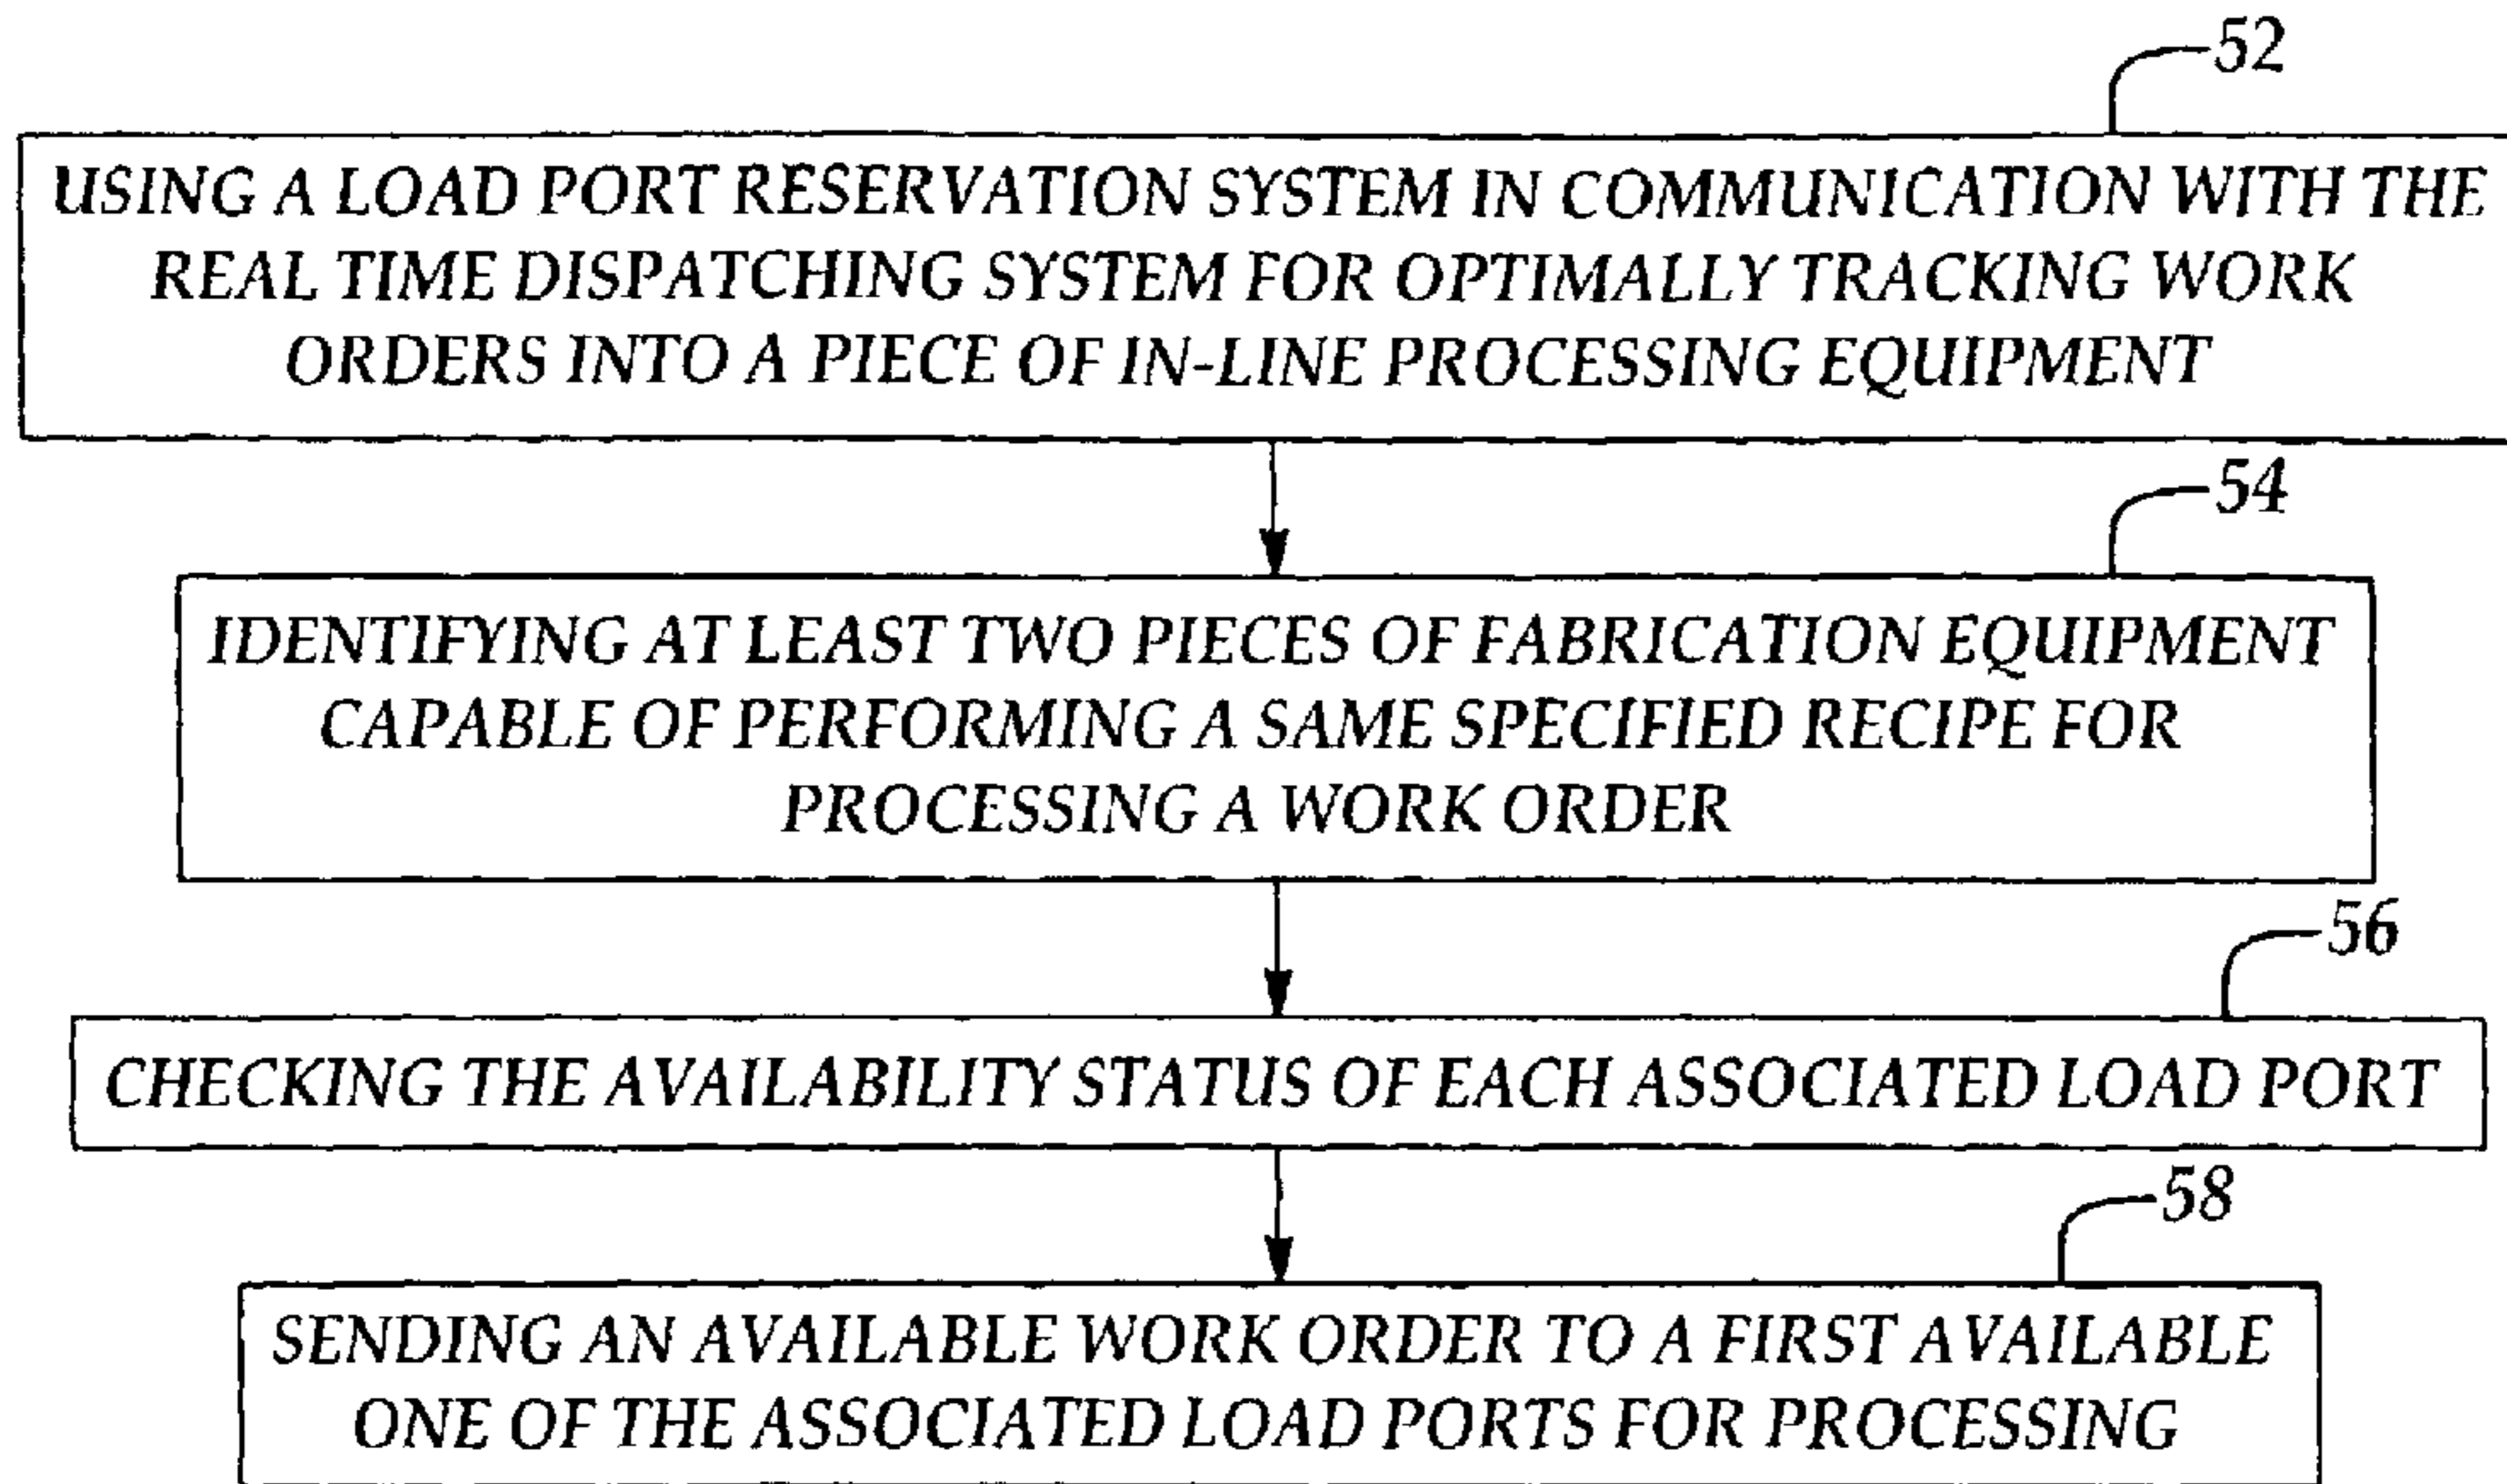 52
USING A LOAD PORT RESERVATION SYSTEM IN COMMUNICATION WITH THE
REAL TIME DISPATCHING SYSTEM FOR OPTIMALLY TRACKING WORK
ORDERS INTO A PIECE OF IN-LINE PROCESSING EQUIPMENT
54
IDENTIFYING AT LEAST TWO PIECES OF FABRICATION EQUIPMENT
CAPABLE OF PERFORMING A SAME SPECIFIED RECIPE FOR
PROCESSING A WORK ORDER
56
CHECKING THE AVAILABILITY STATUS OF EACH ASSOCIATED LOAD PORT
58
SENDING AN AVAILABLE WORK ORDER TO A FIRST AVAILABLE
ONE OF THE ASSOCIATED LOAD PORTS FOR PROCESSING